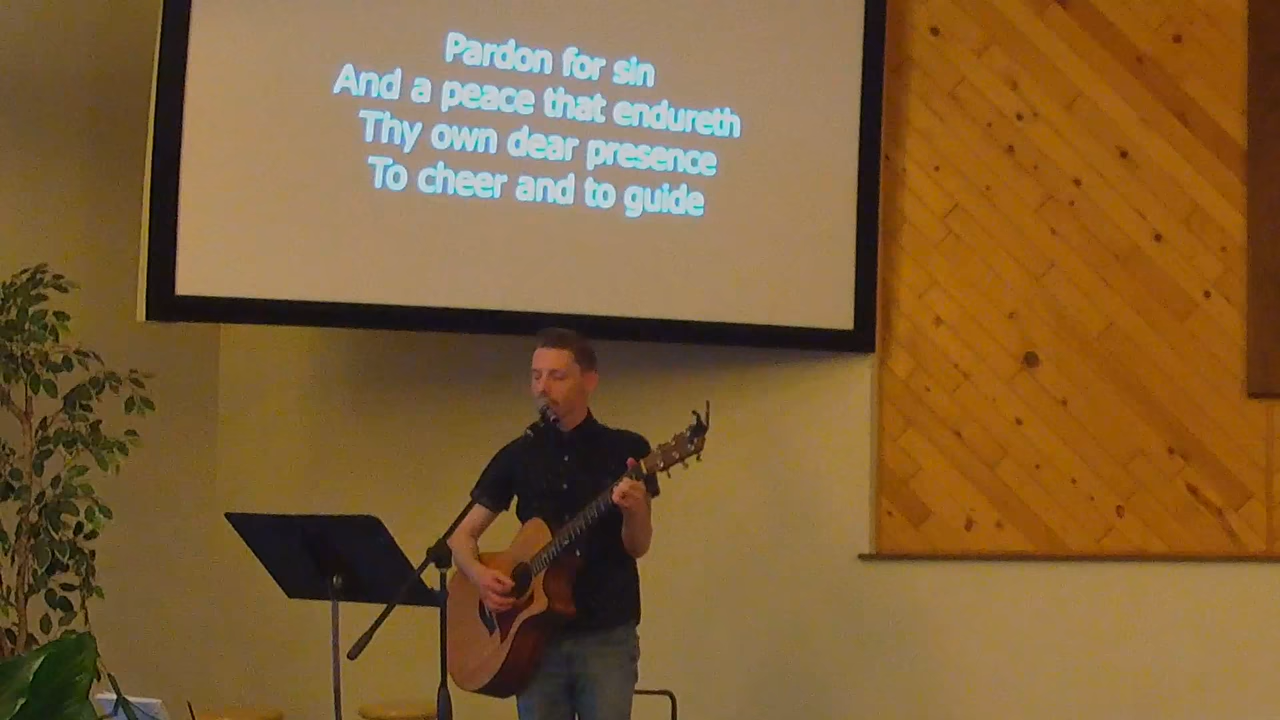 Pardon for sin
And a peace that endureth
Thy own dear presence
To cheer and to guide